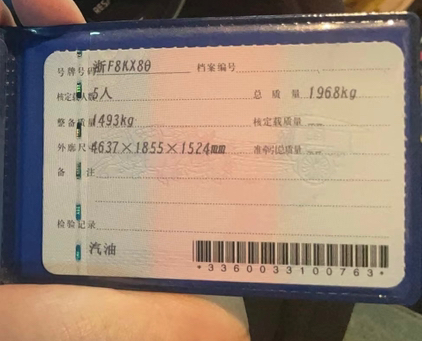 号牌号码 浙F8KX80 档案编号
核定载人数 5人 总质量 1968kg
整备质量 1493kg 核定载质量 --
外廓尺寸 4637×1855×1524mm 准牵引总质量 --
备注
检验记录
汽油
*3360033100763*